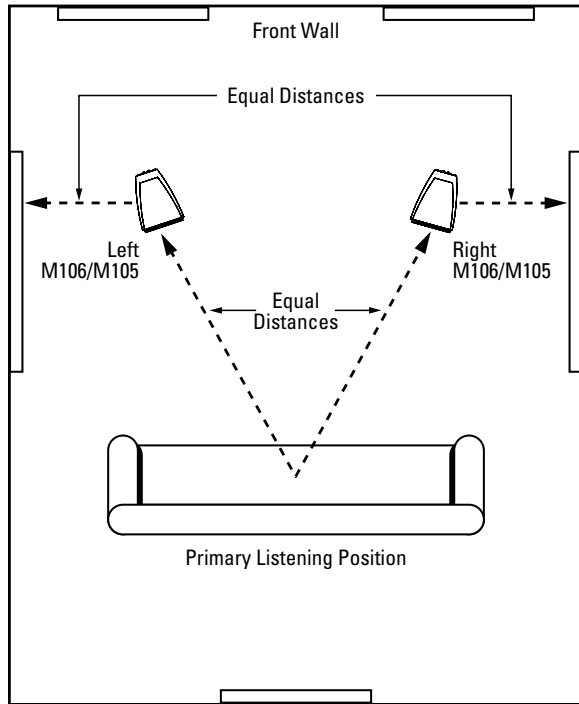 Front Wall
Equal Distances
Left
M106/M105
Right
M106/M105
Equal
Distances
Primary Listening Position